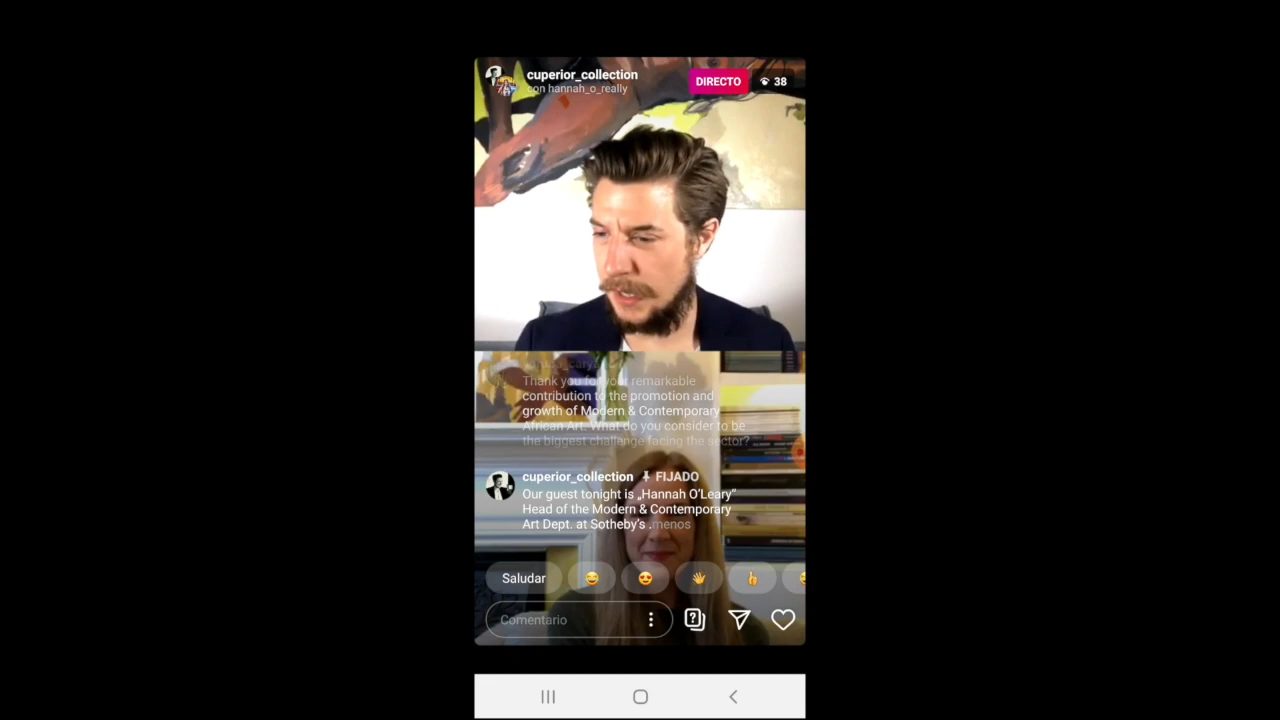 cuperior_collection
con hannah_o_really
DIRECTO
38
Thank you for your remarkable
contribution to the promotion and
growth of Modern & Contemporary
African Art. What do you consider to be
the biggest challenge facing the sector?
cuperior_collection FIJADO
Our guest tonight is „Hannah O'Leary“
Head of the Modern & Contemporary
Art Dept. at Sotheby's .menos
Saludar
Comentario